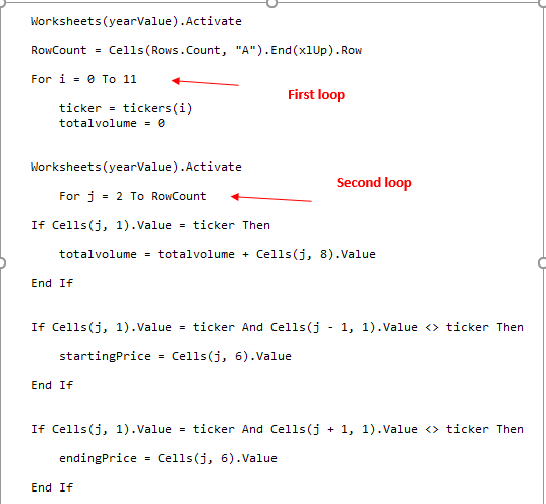 Worksheets(yearValue).Activate
RowCount = Cells(Rows.Count, "A").End(xlUp).Row
For i = 0 To 11
First loop
ticker = tickers(i)
totalvolume = 0
Worksheets(yearValue).Activate
Second loop
For j = 2 To RowCount
If Cells(j, 1).Value = ticker Then
totalvolume = totalvolume + Cells(j, 8).Value
End If
If Cells(j, 1).Value = ticker And Cells(j - 1, 1).Value <> ticker Then
startingPrice = Cells(j, 6).Value
End If
If Cells(j, 1).Value = ticker And Cells(j + 1, 1).Value <> ticker Then
endingPrice = Cells(j, 6).Value
End If